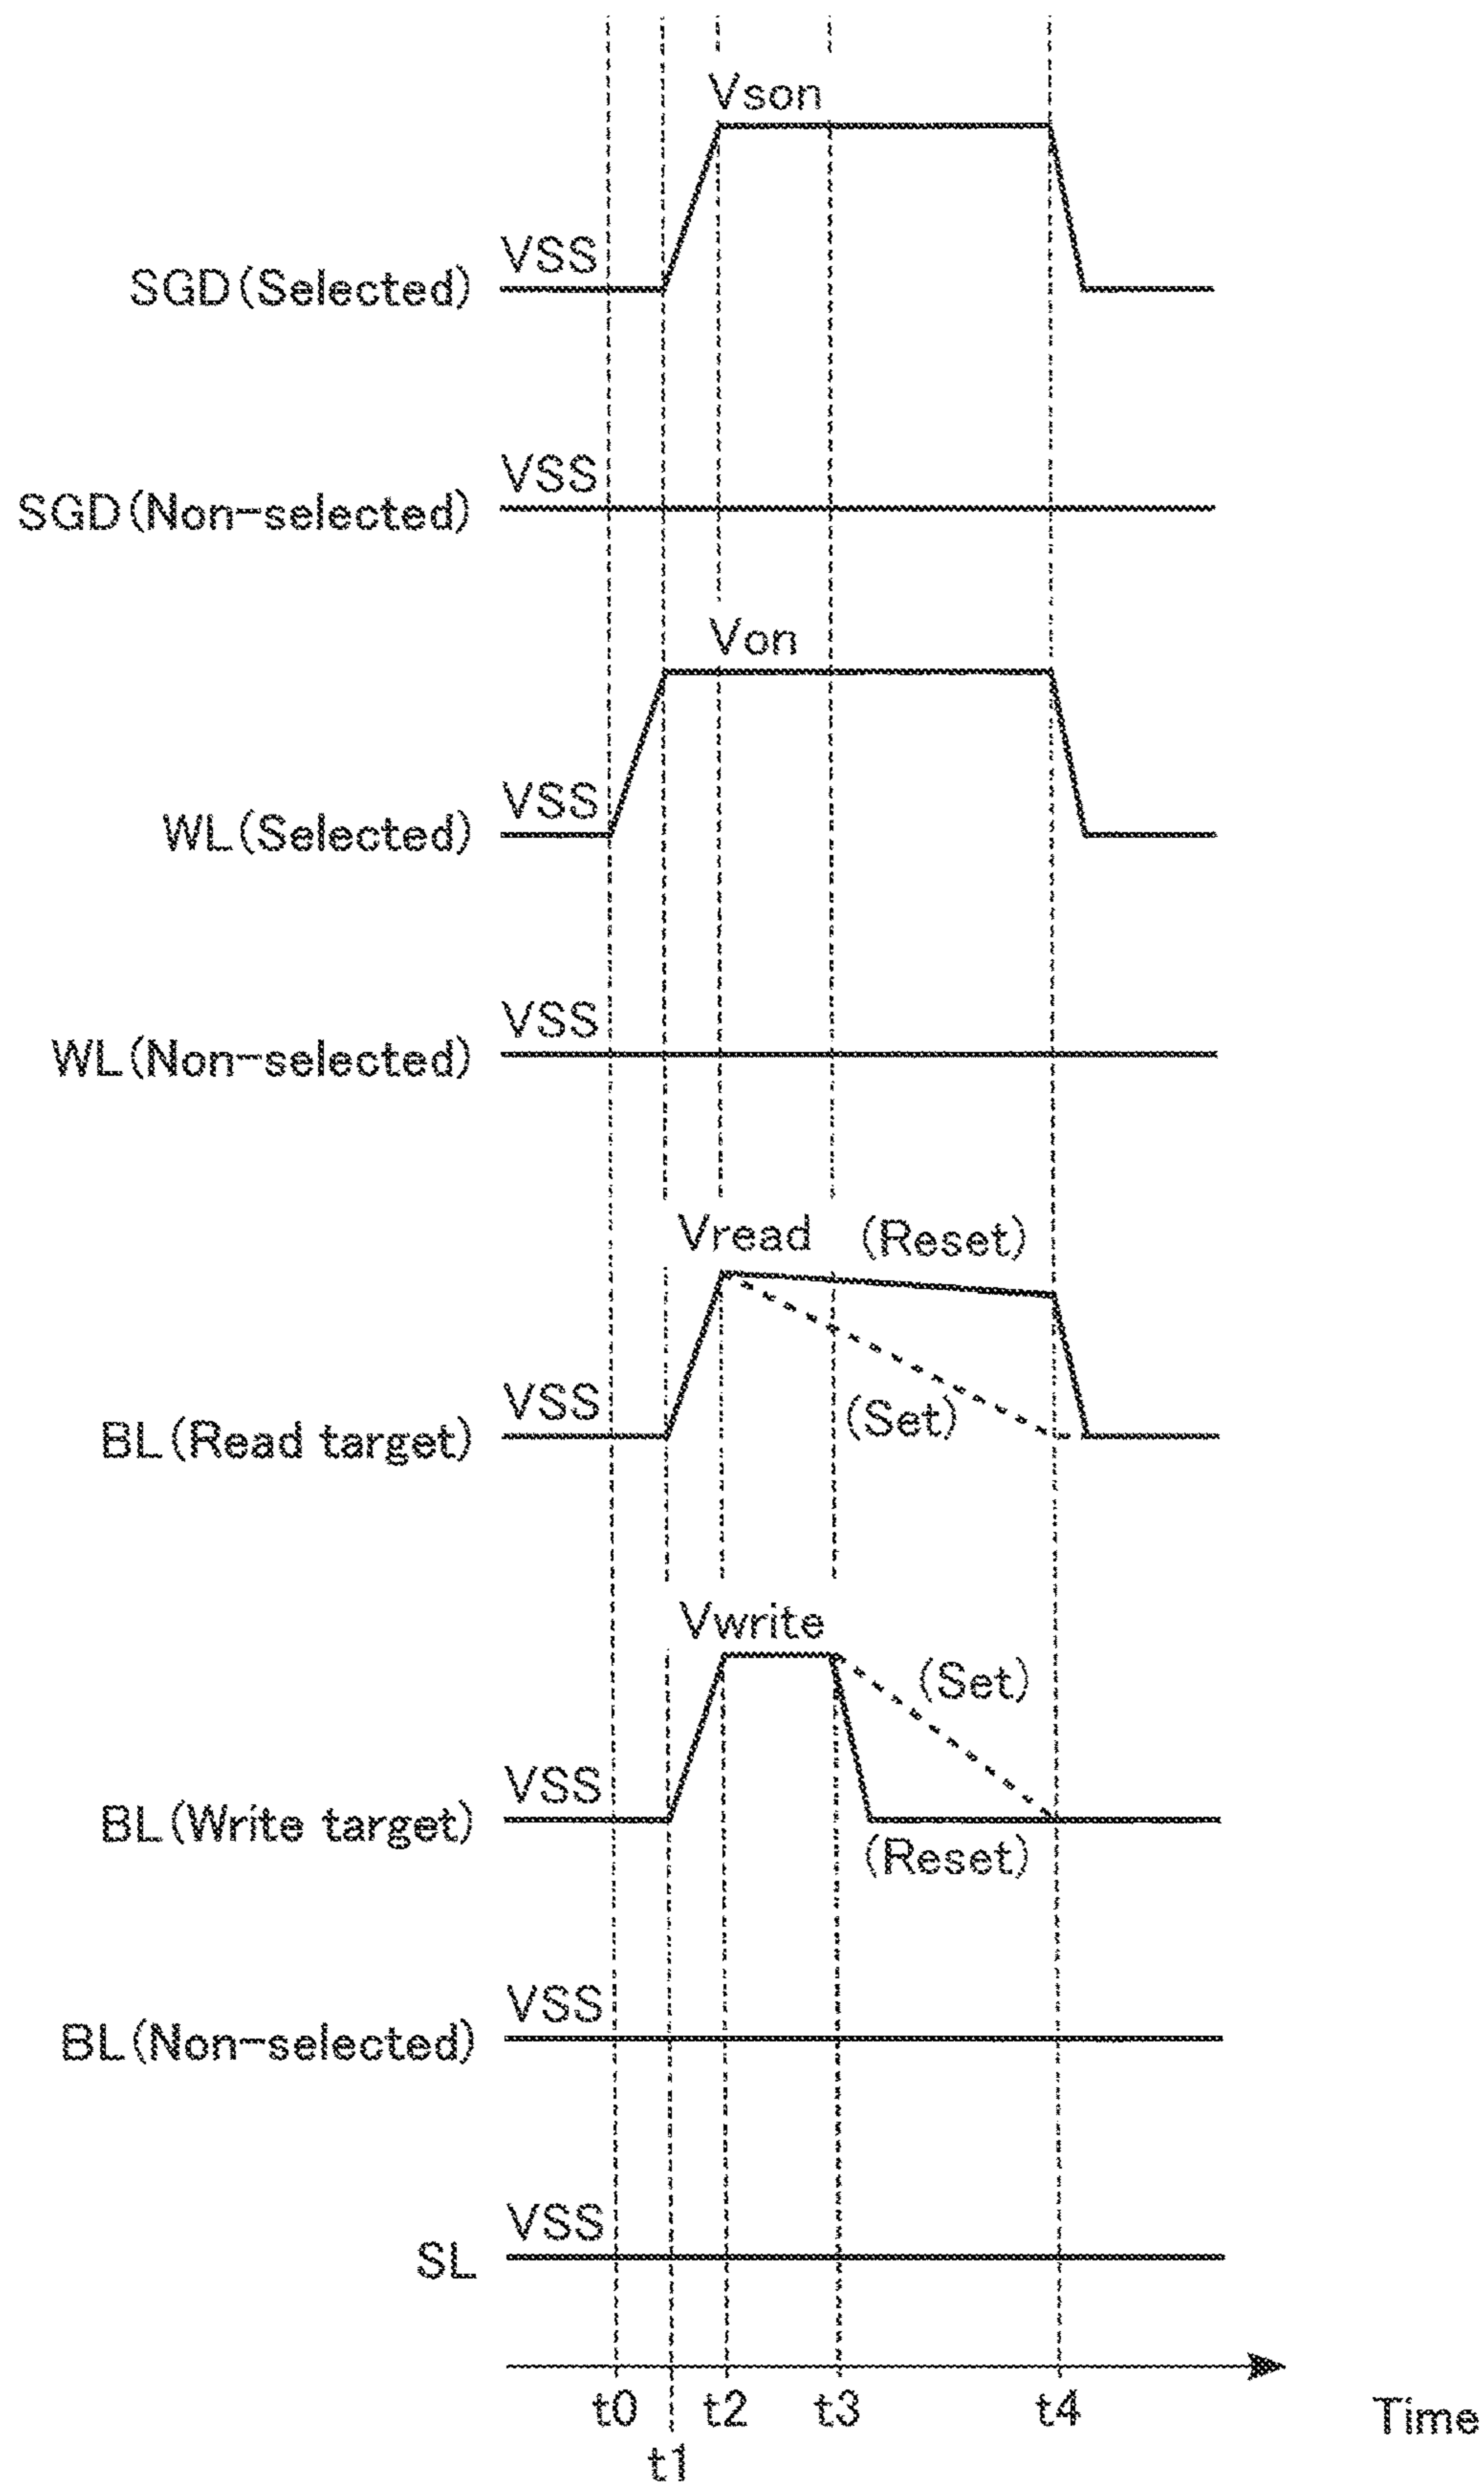 Vson
VSS
SGD(Selected)
VSS
SGD(Non-selected)
Von
VSS
WL(Selected)
VSS
WL(Non-selected)
Vread (Reset)
VSS
(Set)
BL(Read target)
Vwrite
(Set)
VSS
BL(Write target)
(Reset)
VSS
BL(Non-selected)
VSS
SL
t0 t2 t3 t4 Time
t1